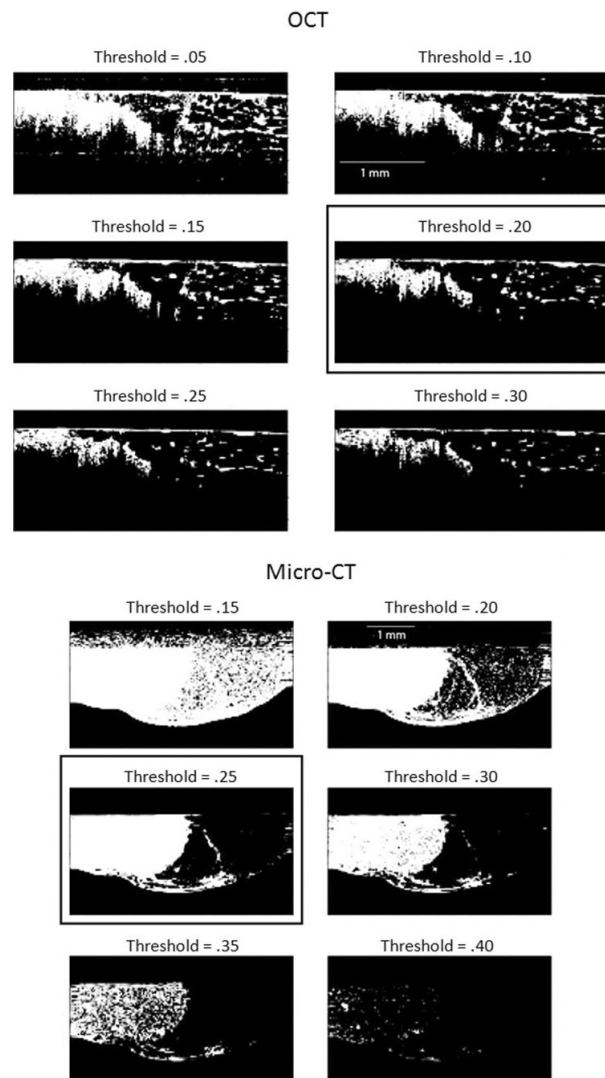 OCT
Threshold = .05
Threshold = .10
1 mm
Threshold = .15
Threshold = .20
Threshold = .25
Threshold = .30
Micro-CT
Threshold = .15
Threshold = .20
1 mm
Threshold = .25
Threshold = .30
Threshold = .35
Threshold = .40